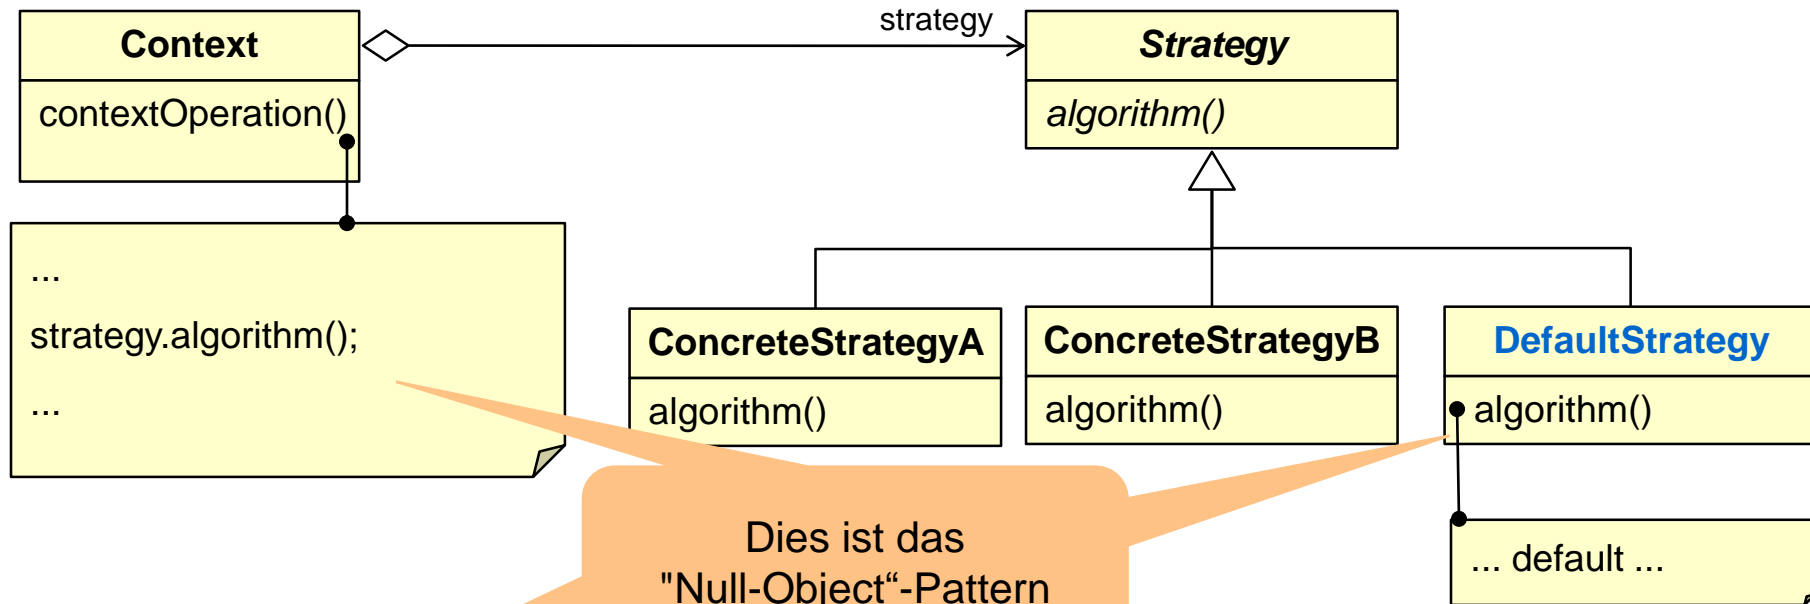 strategy
Context
Strategy
contextOperation()
algorithm()
...
strategy.algorithm();
...
ConcreteStrategyA
algorithm()
ConcreteStrategyB
algorithm()
DefaultStrategy
algorithm()
Dies ist das
"Null-Object“-Pattern
... default ...